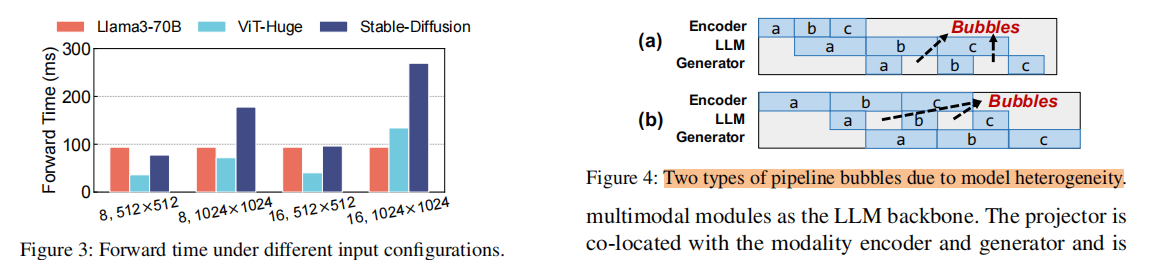 Llama3-70B ViT-Huge Stable-Diffusion
Forward Time (ms)
300
200
100
0
8, 512×512 8, 1024×1024 16, 512×512 16, 1024×1024
Figure 3: Forward time under different input configurations.
(a)
Encoder a b c Bubbles
LLM a b c
Generator a b c
(b)
Encoder a b c Bubbles
LLM a b c
Generator a b c
Figure 4: Two types of pipeline bubbles due to model heterogeneity.
multimodal modules as the LLM backbone. The projector is
co-located with the modality encoder and generator and is